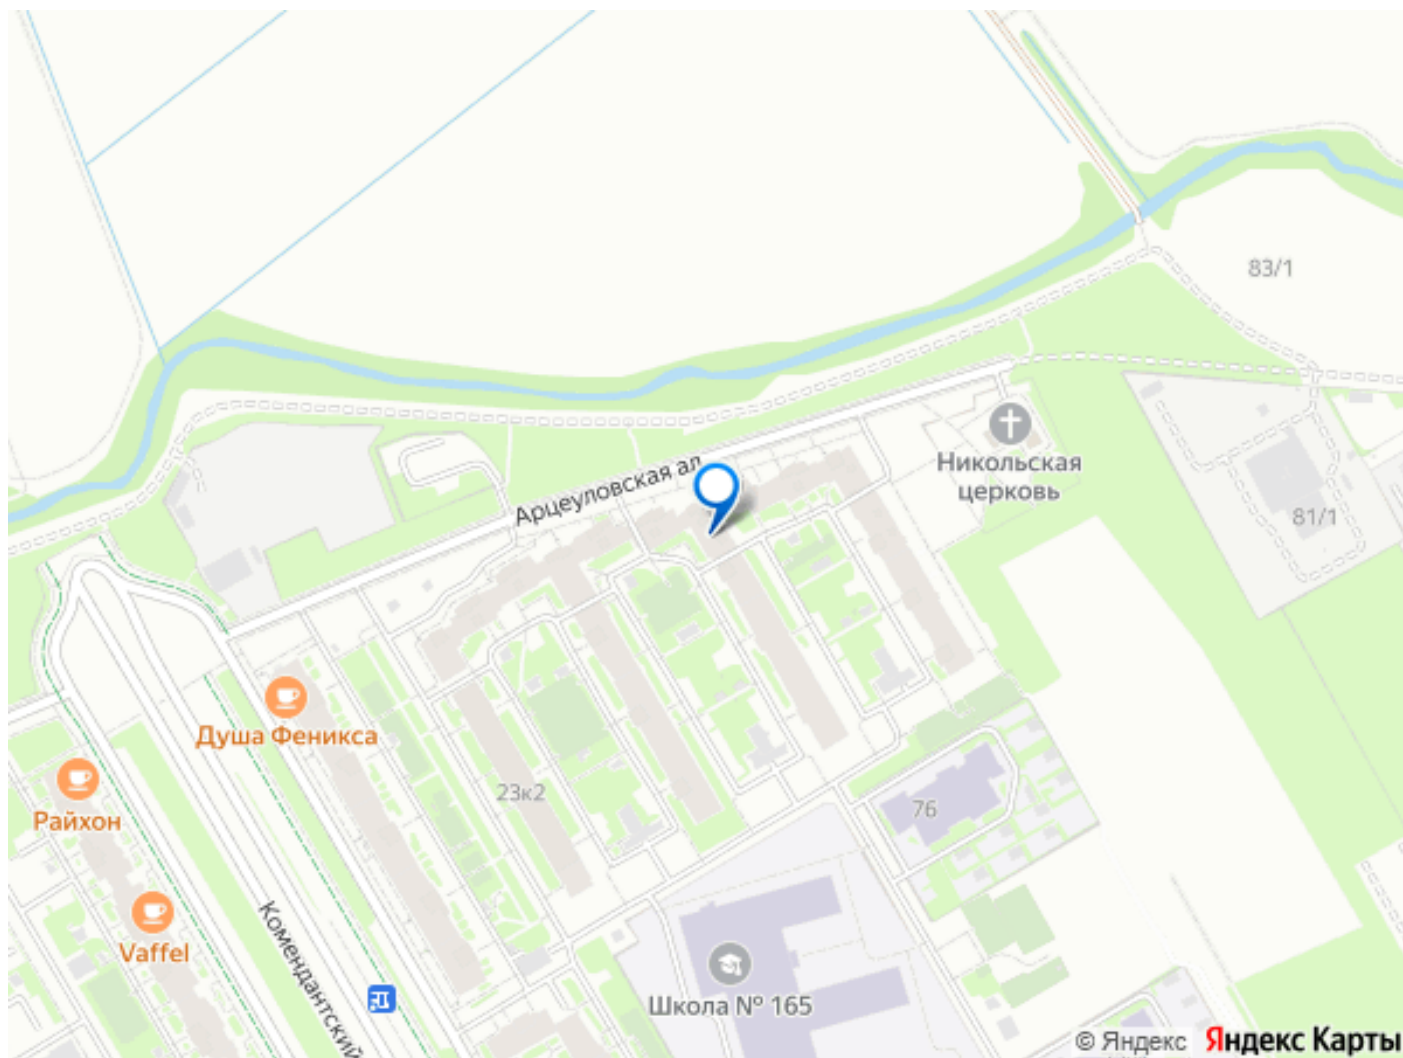 83/1
Никольская
церковь
Арцеуловская ал.
81/1
Душа Феникса
23к2
Райхон
76
Vaffel
Комендантский
Школа № 165
© Яндекс Яндекс Карты